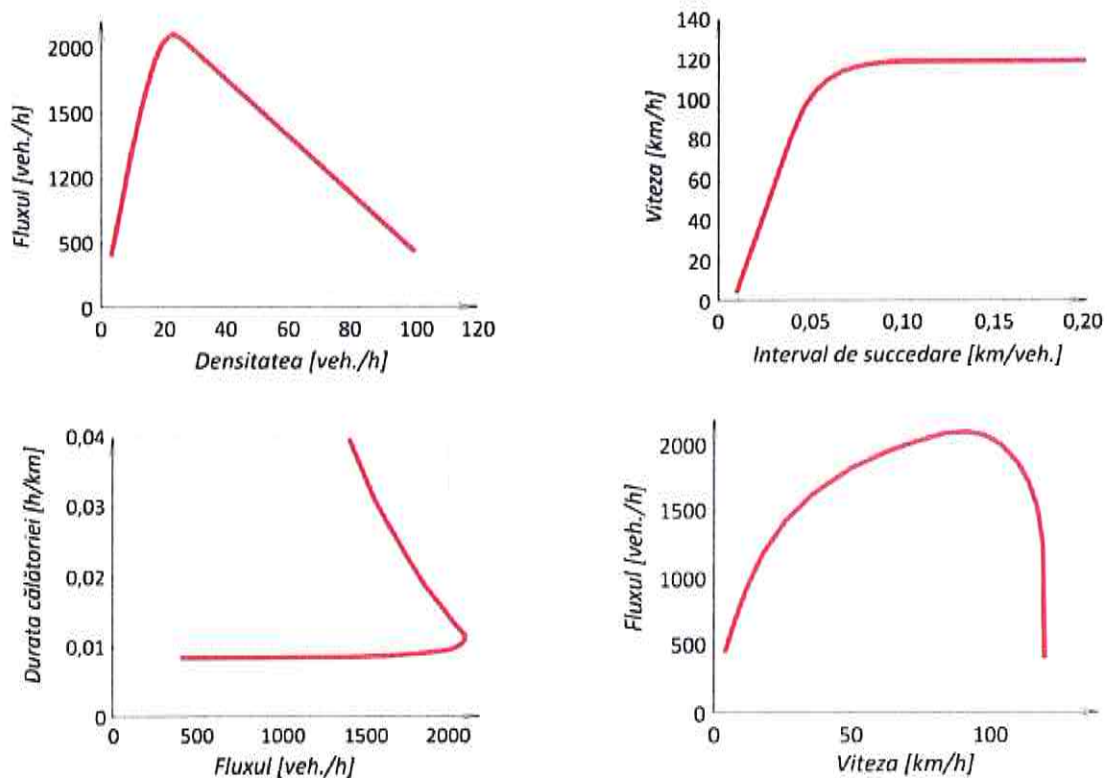 Fluxul [veh./h]
2000
1500
1200
500
0
0 20 40 60 80 100 120
Densitatea [veh./h]
Viteza [km/h]
140
120
100
80
60
40
20
0
0 0,05 0,10 0,15 0,20
Interval de succedare [km/veh.]
Durata călătoriei [h/km]
0,04
0,03
0,02
0,01
0
0 500 1000 1500 2000
Fluxul [veh./h]
Fluxul [veh./h]
2000
1500
1000
500
0
0 50 100
Viteza [km/h]